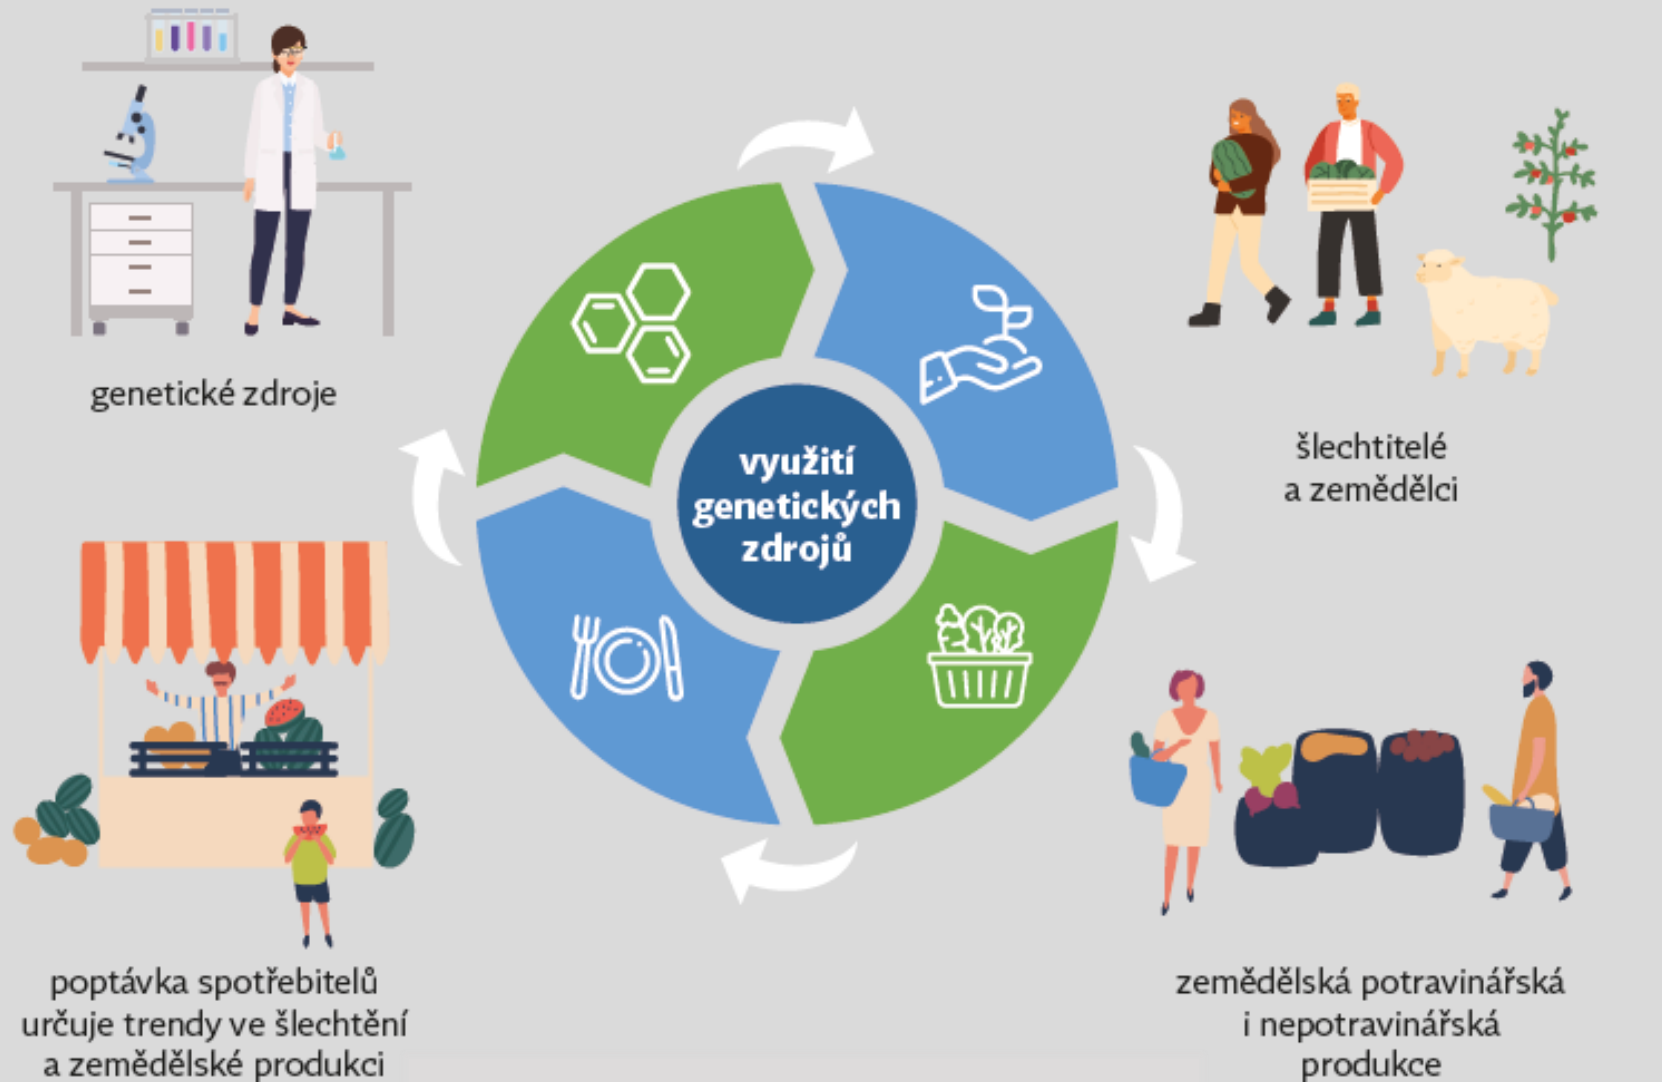 genetické zdroje
šlechtitelé
a zemědělci
využití
genetických
zdrojů
poptávka spotřebitelů
určuje trendy ve šlechtění
a zemědělské produkci
zemědělská potravinářská
i nepotravinářská
produkce